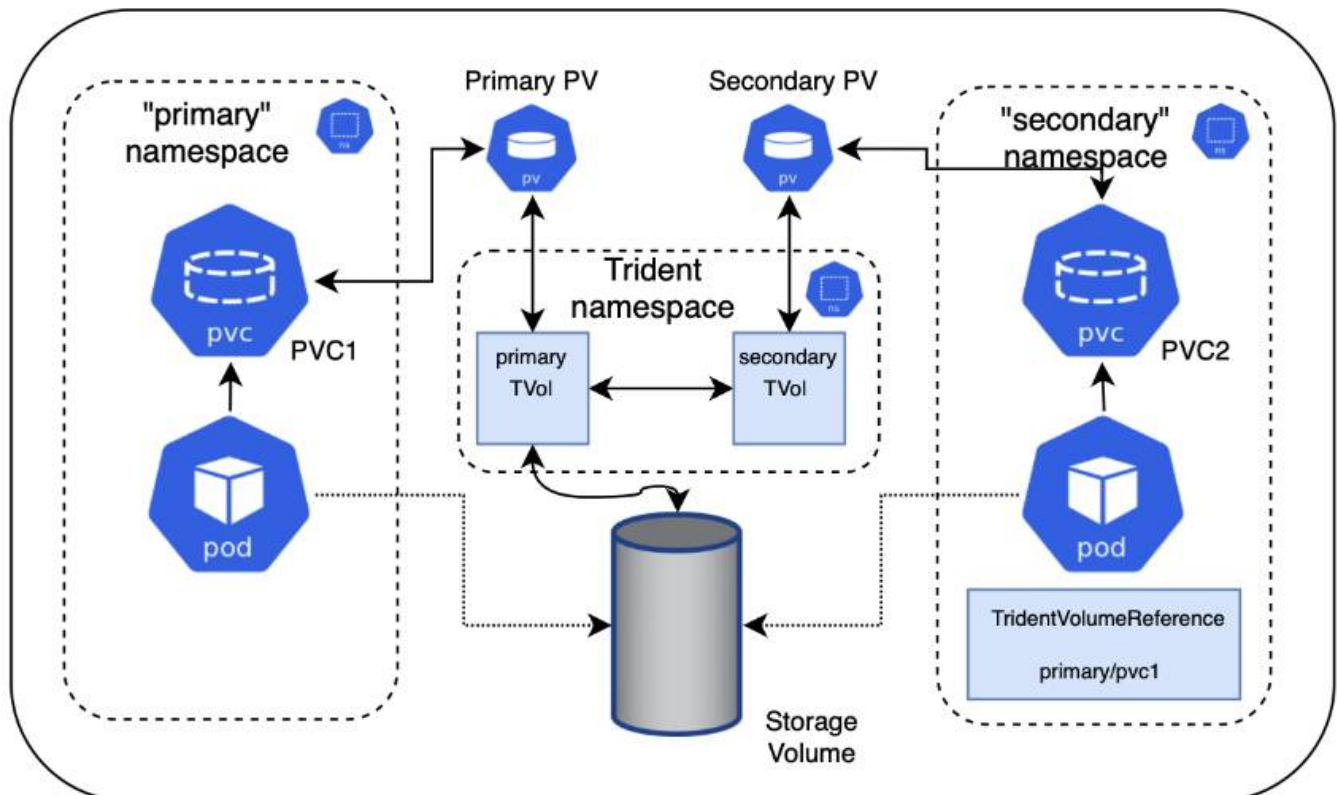 Primary PV
Secondary PV
"primary"
namespace
ns
pv
pv
"secondary"
namespace
ns
Trident
namespace
ns
pvc
PVC1
primary
TVol
secondary
TVol
pvc
PVC2
pod
pod
TridentVolumeReference
primary/pvc1
Storage
Volume